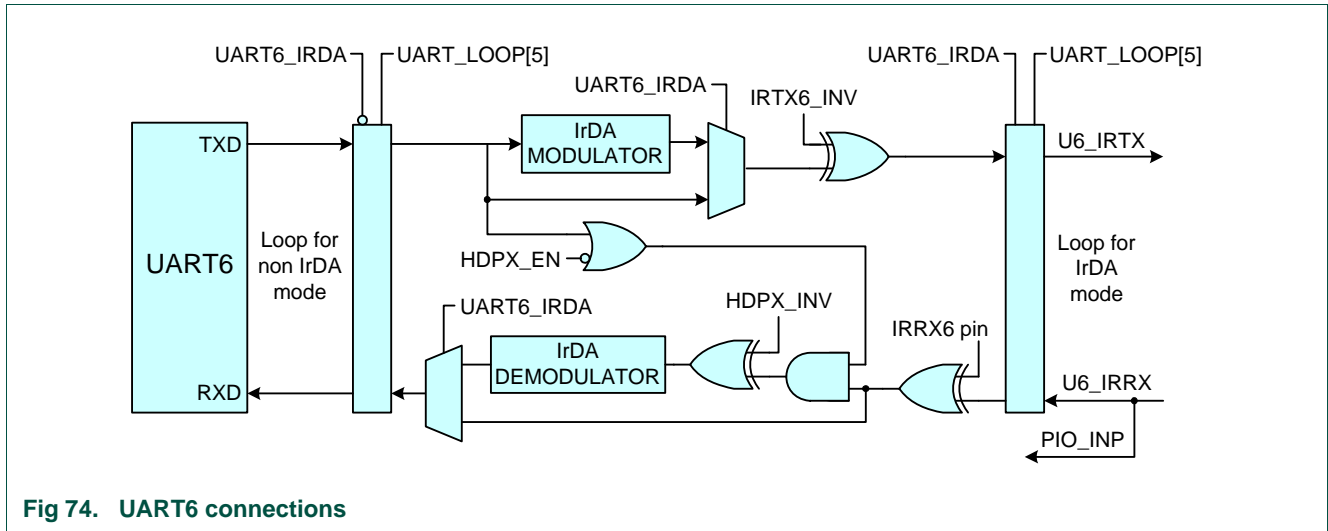 UART6_IRDA
UART_LOOP[5]
UART6_IRDA
UART_LOOP[5]
UART6_IRDA
IRTX6_INV
TXD
IrDA
MODULATOR
U6_IRTX
UART6
Loop for
non IrDA
mode
HDPX_EN
Loop for
IrDA
mode
UART6_IRDA
HDPX_INV
IRRX6 pin
IrDA
DEMODULATOR
RXD
U6_IRRX
PIO_INP
Fig 74. UART6 connections